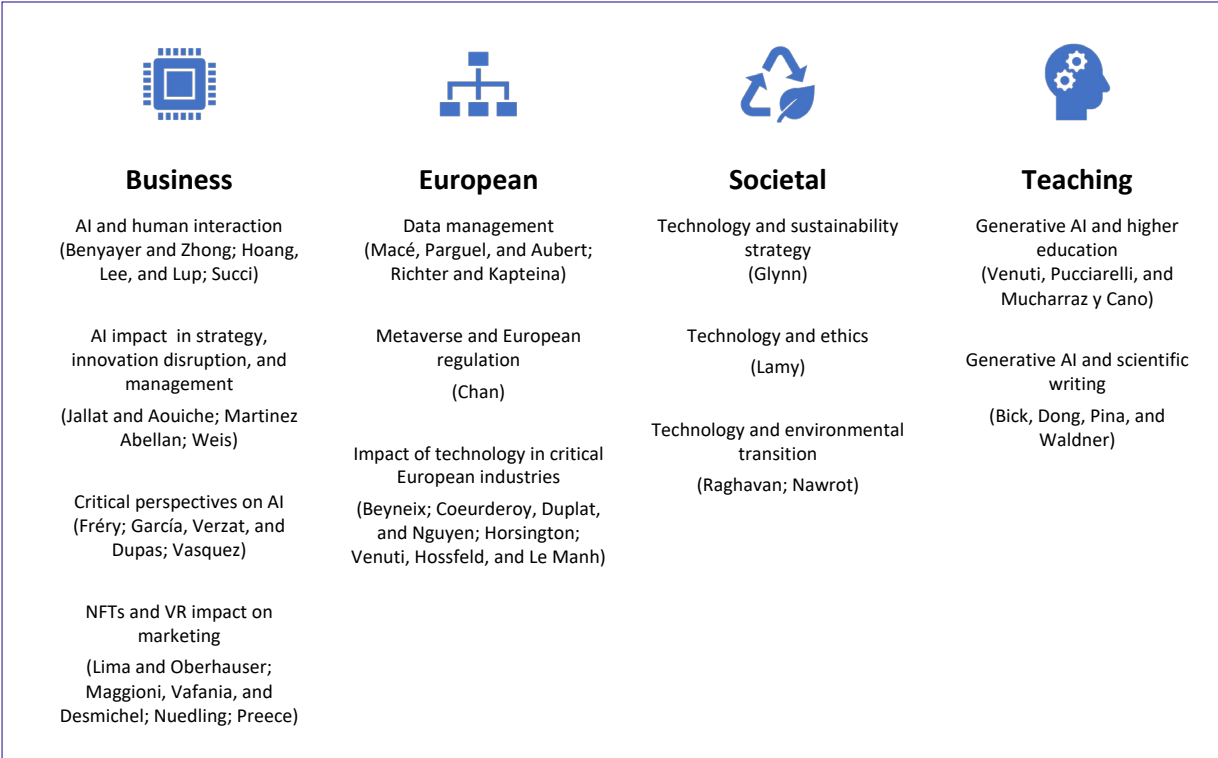 Business
AI and human interaction
(Benyayer and Zhong; Hoang,
Lee, and Lup; Succi)
AI impact in strategy,
innovation disruption, and
management
(Jallat and Aouiche; Martinez
Abellan; Weis)
Critical perspectives on AI
(Fréry; García, Verzat, and
Dupas; Vasquez)
NFTs and VR impact on
marketing
(Lima and Oberhauser;
Maggioni, Vafania, and
Desmichel; Nuedling; Preece)
European
Data management
(Macé, Parguel, and Aubert;
Richter and Kapteina)
Metaverse and European
regulation
(Chan)
Impact of technology in critical
European industries
(Beyneix; Coeurderoy, Duplat,
and Nguyen; Horsington;
Venuti, Hossfeld, and Le Manh)
Societal
Technology and sustainability
strategy
(Glynn)
Technology and ethics
(Lamy)
Technology and environmental
transition
(Raghavan; Nawrot)
Teaching
Generative AI and higher
education
(Venuti, Pucciarelli, and
Mucharraz y Cano)
Generative AI and scientific
writing
(Bick, Dong, Pina, and
Waldner)